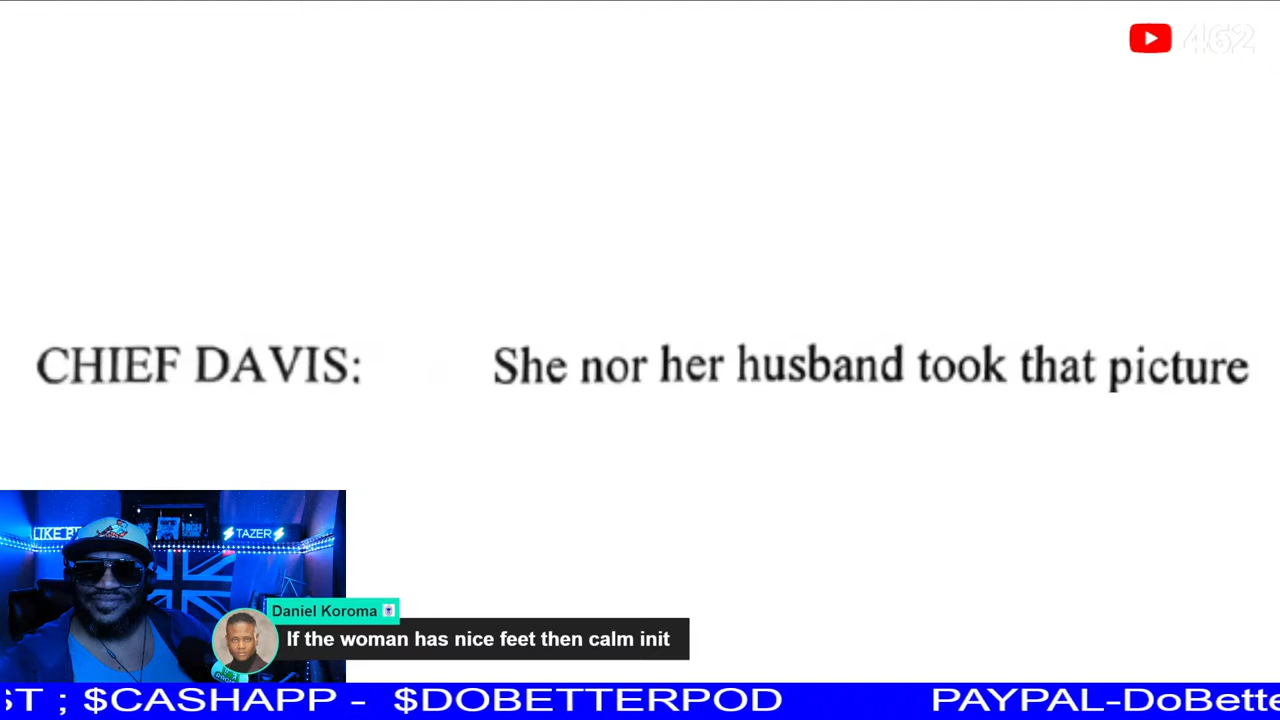 462
CHIEF DAVIS: She nor her husband took that picture
⚡TAZER⚡
Daniel Koroma
If the woman has nice feet then calm init
ST ; $CASHAPP - $DOBETTERPOD PAYPAL-DoBette